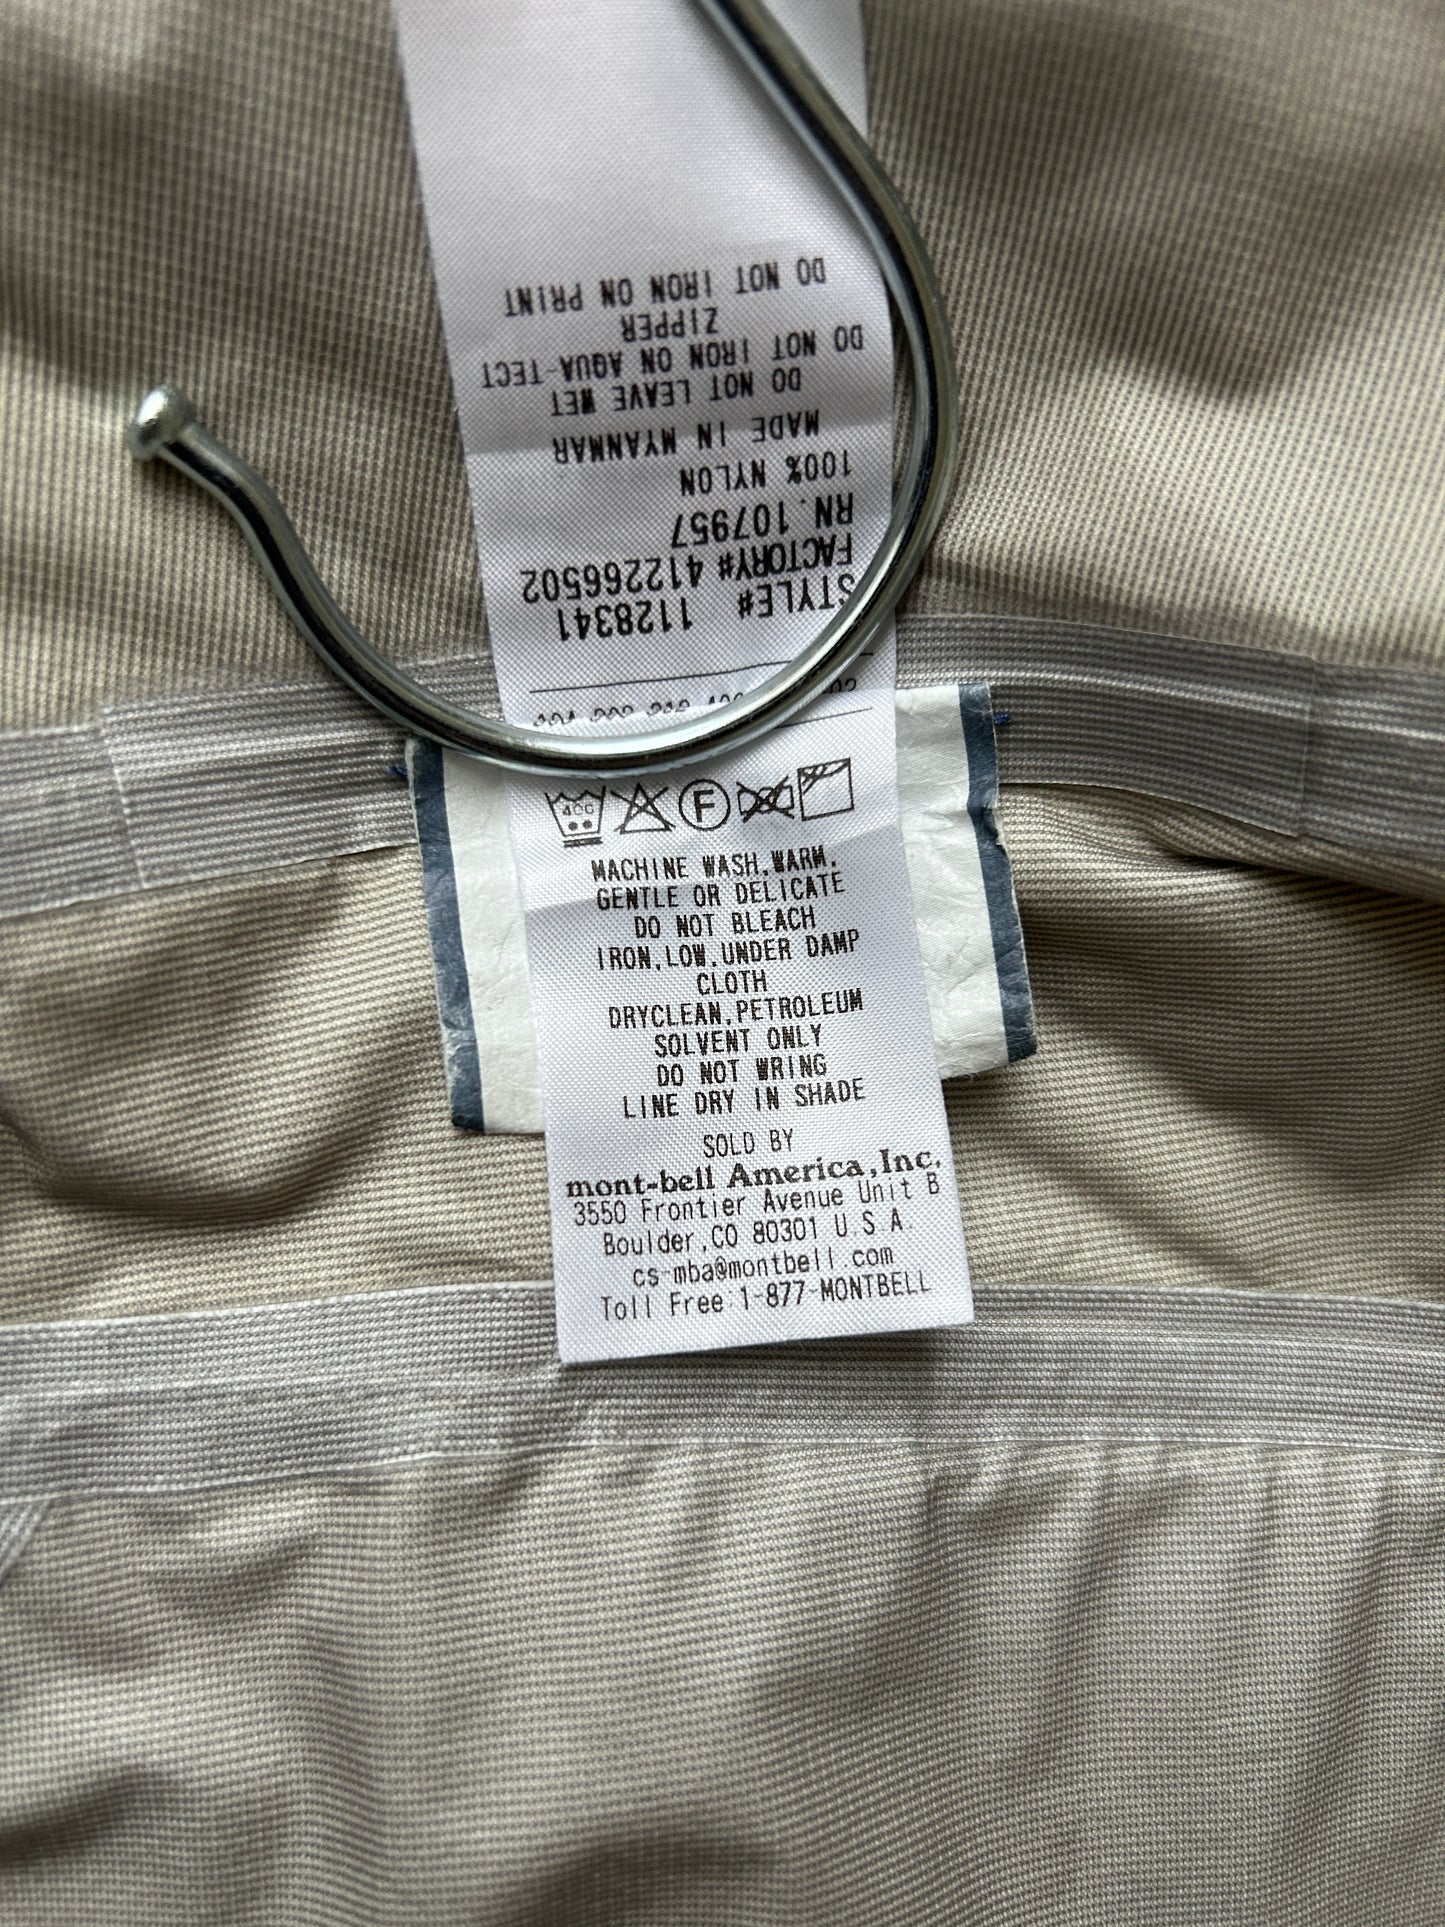 DO NOT IRON ON PRINT
DO NOT IRON ON AQUA-TECT
ZIPPER
DO NOT LEAVE WET
MADE IN MYANMAR
100% NYLON
RN.107957
FACTORY# 412266502
STYLE# 1128341
40C
F
MACHINE WASH,WARM,
GENTLE OR DELICATE
DO NOT BLEACH
IRON,LOW,UNDER DAMP
CLOTH
DRYCLEAN,PETROLEUM
SOLVENT ONLY
DO NOT WRING
LINE DRY IN SHADE
SOLD BY
mont-bell America,Inc.
3550 Frontier Avenue Unit B
Boulder,CO 80301 U.S.A.
cs-mba@montbell.com
Toll Free:1-877-MONTBELL